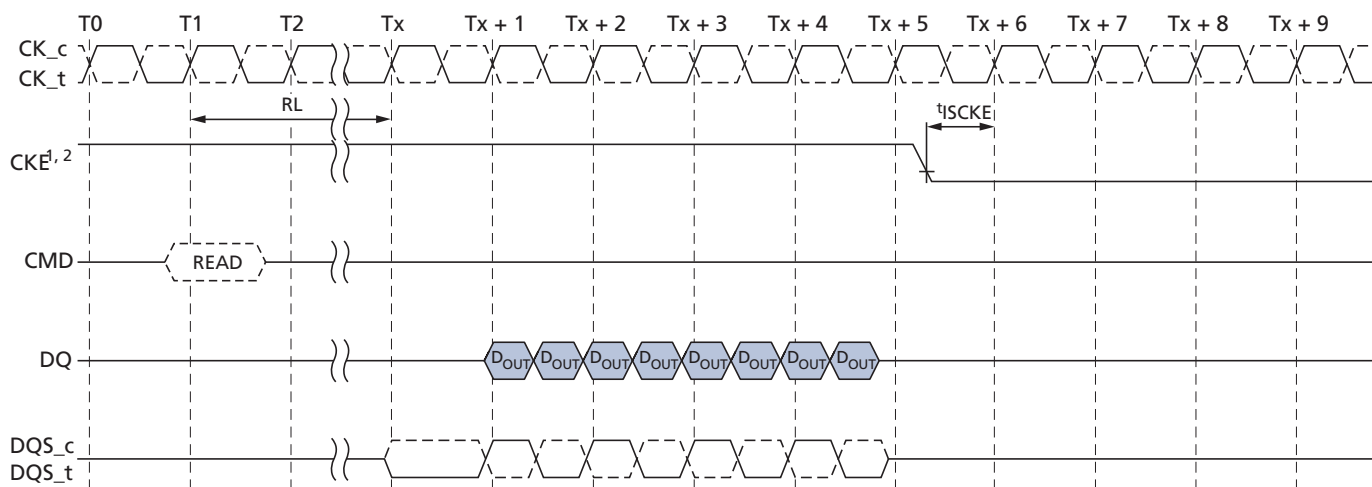 T0 T1 T2 Tx Tx + 1 Tx + 2 Tx + 3 Tx + 4 Tx + 5 Tx + 6 Tx + 7 Tx + 8 Tx + 9
CK_c
CK_t
RL
tISCKE
CKE1, 2
CMD READ
DQ DOUT DOUT DOUT DOUT DOUT DOUT DOUT DOUT
DQS_c
DQS_t